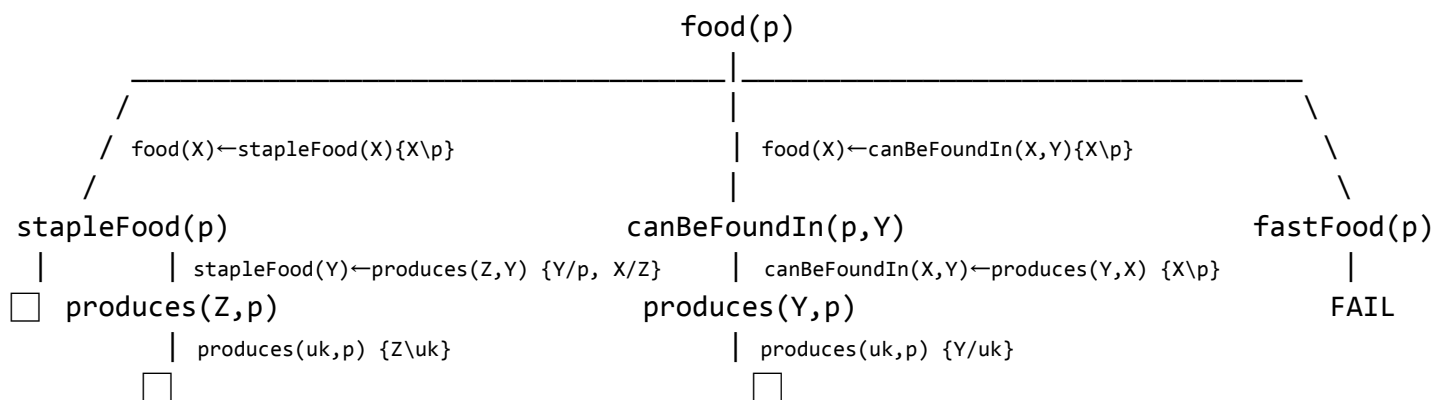 food(p)
food(X)←stapleFood(X){X\p} food(X)←canBeFoundIn(X,Y){X\p}
stapleFood(p) canBeFoundIn(p,Y) fastFood(p)
stapleFood(Y)←produces(Z,Y) {Y/p, X/Z} canBeFoundIn(X,Y)←produces(Y,X) {X\p}
produces(Z,p) produces(Y,p) FAIL
produces(uk,p) {Z\uk} produces(uk,p) {Y/uk}